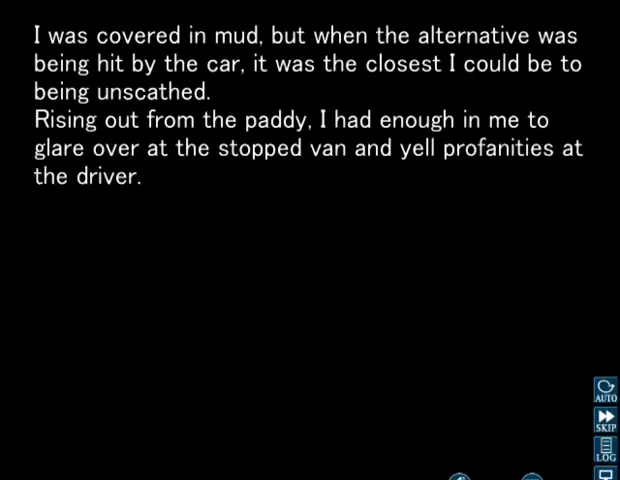 I was covered in mud, but when the alternative was
being hit by the car, it was the closest I could be to
being unscathed.
Rising out from the paddy, I had enough in me to
glare over at the stopped van and yell profanities at
the driver.
AUTO
SKIP
LOG